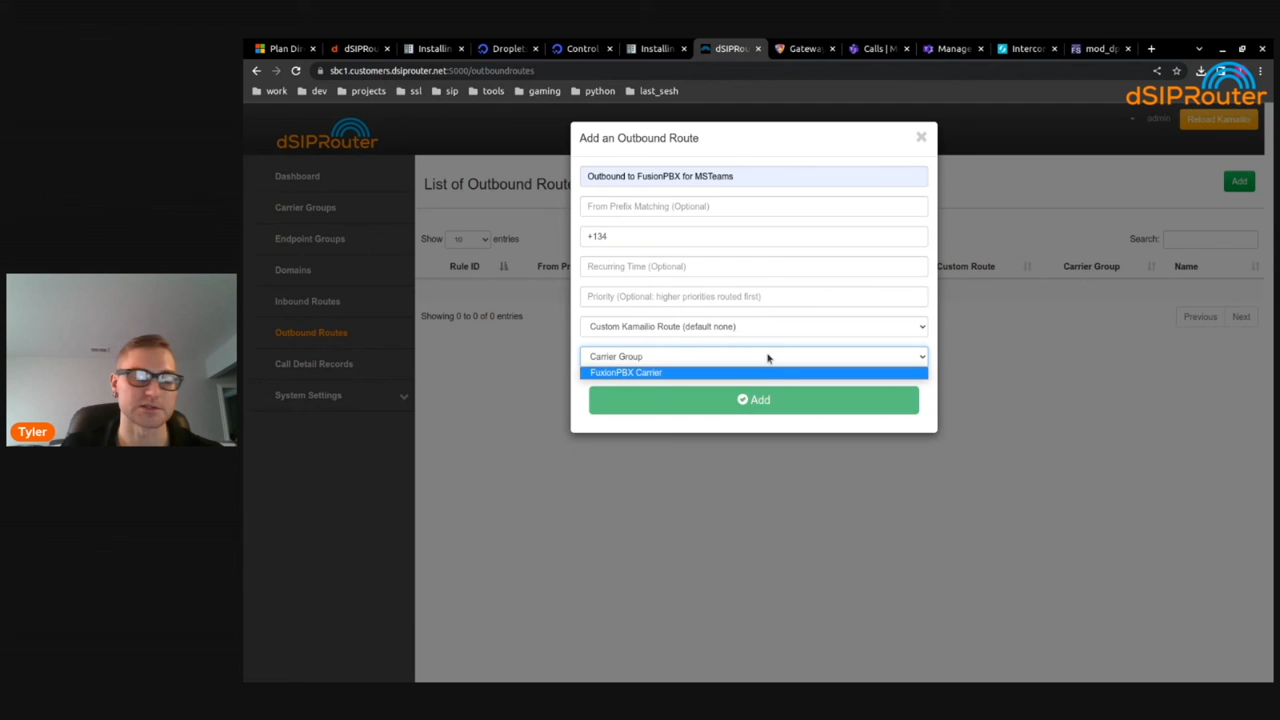 Plan Dir
dSIPRou
Installin
Droplet
Control
Installin
dSIPRou
Gateway
Calls | M
Manage
Intercor
mod_dp
sbc1.customers.dsiprouter.net:5000/outboundroutes
work
dev
projects
ssl
sip
tools
gaming
python
last_sesh
dSIPRouter
dSIPRouter
admin
Reload Kamailio
Dashboard
Carrier Groups
Endpoint Groups
Domains
Inbound Routes
Outbound Routes
Call Detail Records
System Settings
List of Outbound Route
Add
Show 10 entries
Search:
Rule ID
From Pr
Custom Route
Carrier Group
Name
Showing 0 to 0 of 0 entries
Previous
Next
Add an Outbound Route
Outbound to FusionPBX for MSTeams
From Prefix Matching (Optional)
+134
Recurring Time (Optional)
Priority (Optional: higher priorities routed first)
Custom Kamailio Route (default none)
Carrier Group
FuxionPBX Carrier
Add
Tyler